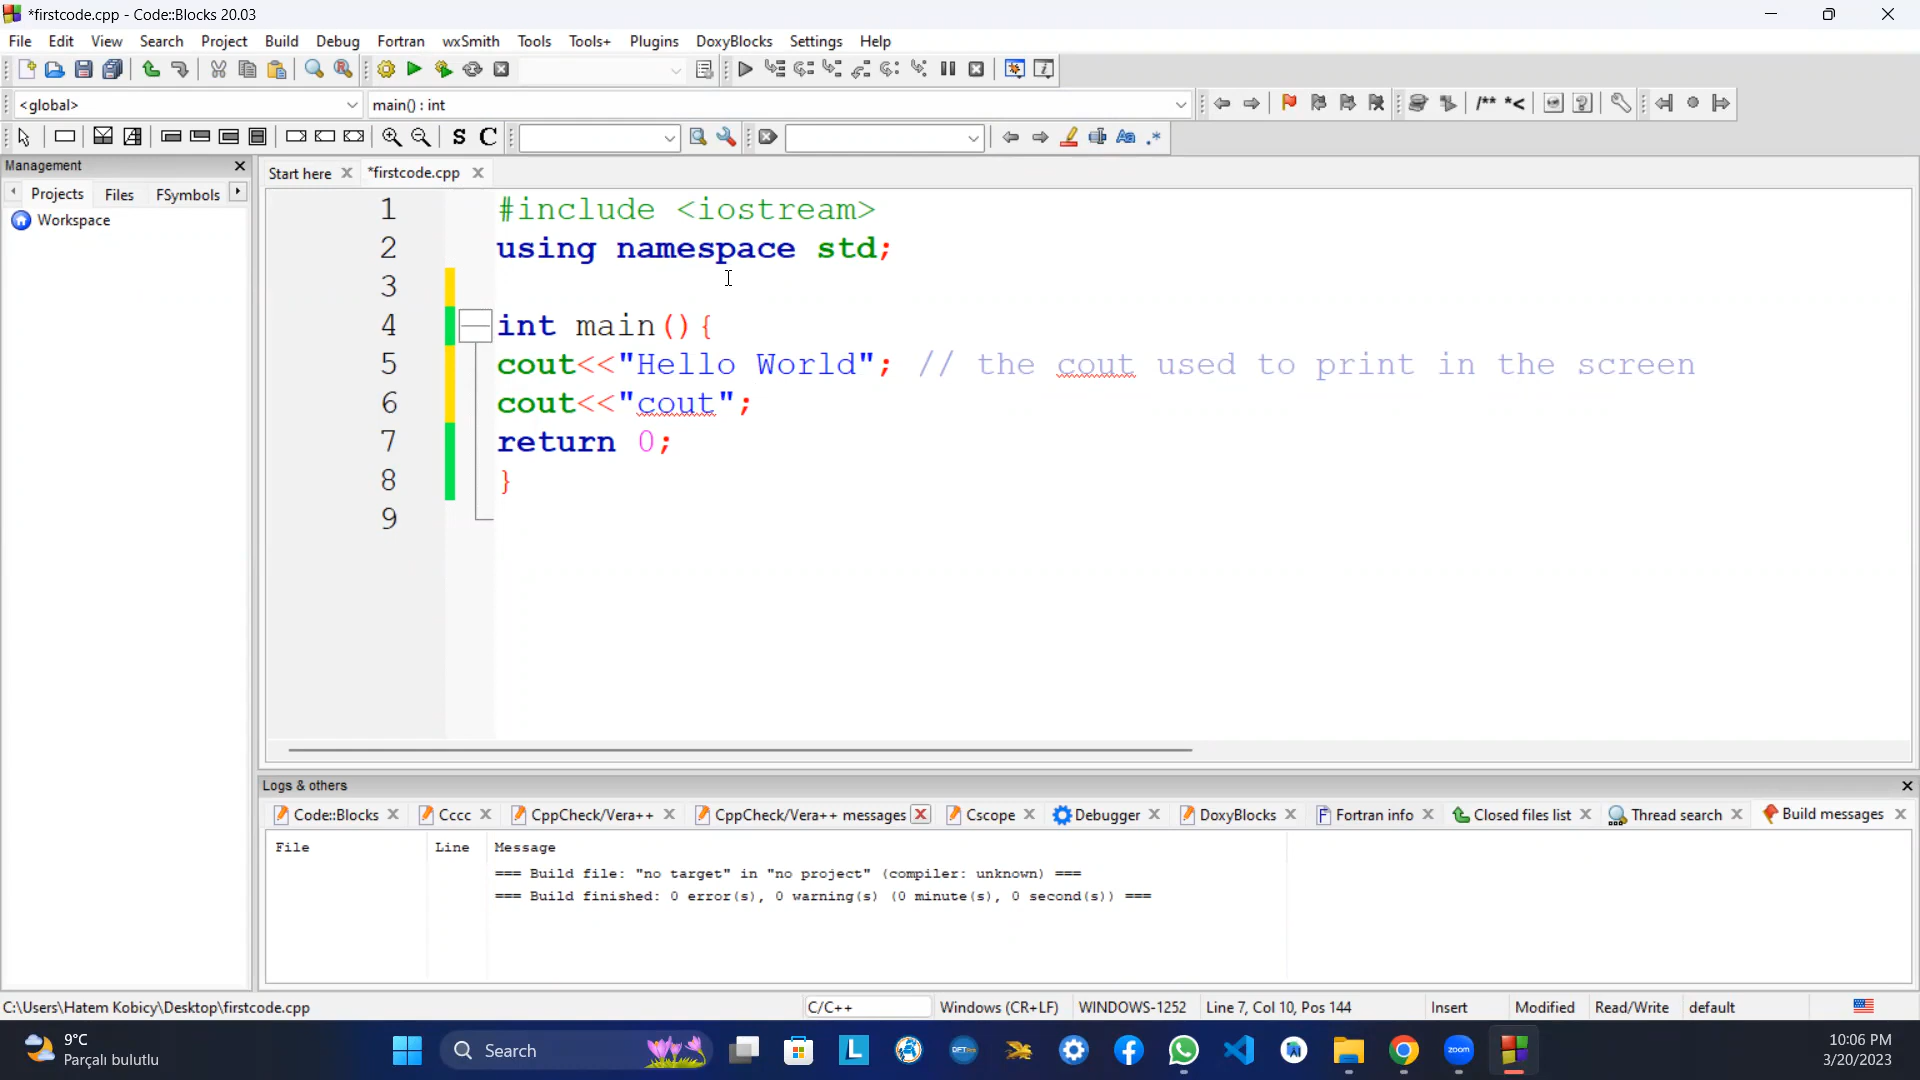 *firstcode.cpp - Code::Blocks 20.03
File Edit View Search Project Build Debug Fortran wxSmith Tools Tools+ Plugins DoxyBlocks Settings Help
<global> main() : int /** *<
S C Aa .*
Management
Projects Files FSymbols
Workspace
Start here *firstcode.cpp
1 #include <iostream>
2 using namespace std;
3
4 int main(){
5 cout<<"Hello World"; // the cout used to print in the screen
6 cout<<"cout";
7 return 0;
8 }
9
Logs & others
Code::Blocks Cccc CppCheck/Vera++ CppCheck/Vera++ messages Cscope Debugger DoxyBlocks Fortran info Closed files list Thread search Build messages
File Line Message
=== Build file: "no target" in "no project" (compiler: unknown) ===
=== Build finished: 0 error(s), 0 warning(s) (0 minute(s), 0 second(s)) ===
C:\Users\Hatem Kobicy\Desktop\firstcode.cpp C/C++ Windows (CR+LF) WINDOWS-1252 Line 7, Col 10, Pos 144 Insert Modified Read/Write default
9°C
Parçalı bulutlu
Search
L
zoom
10:06 PM
3/20/2023